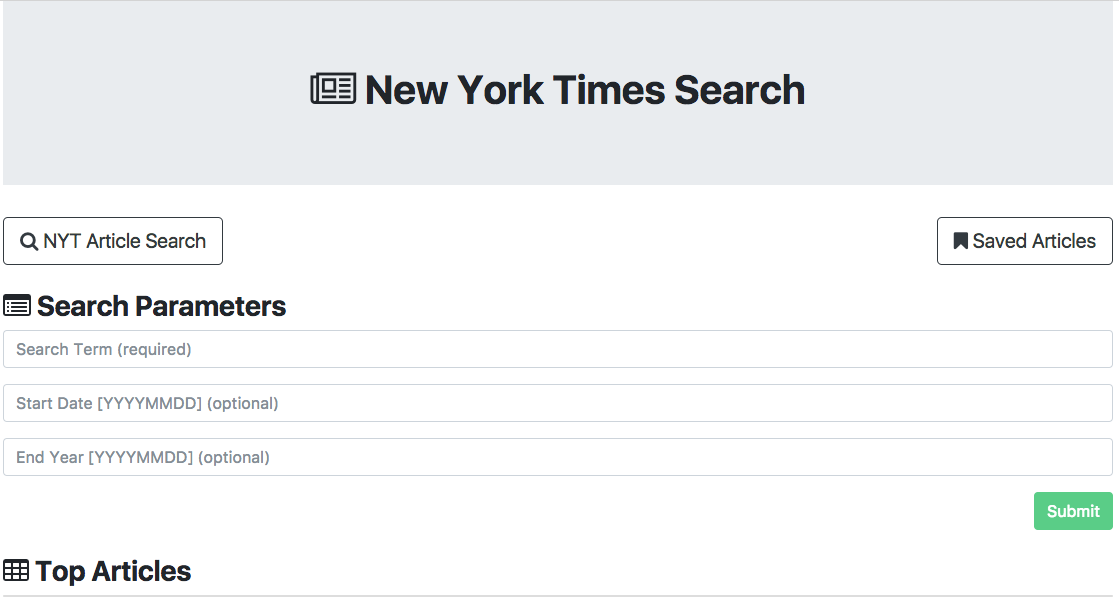 New York Times Search
NYT Article Search
Saved Articles
Search Parameters
Search Term (required)
Start Date [YYYYMMDD] (optional)
End Year [YYYYMMDD] (optional)
Submit
Top Articles